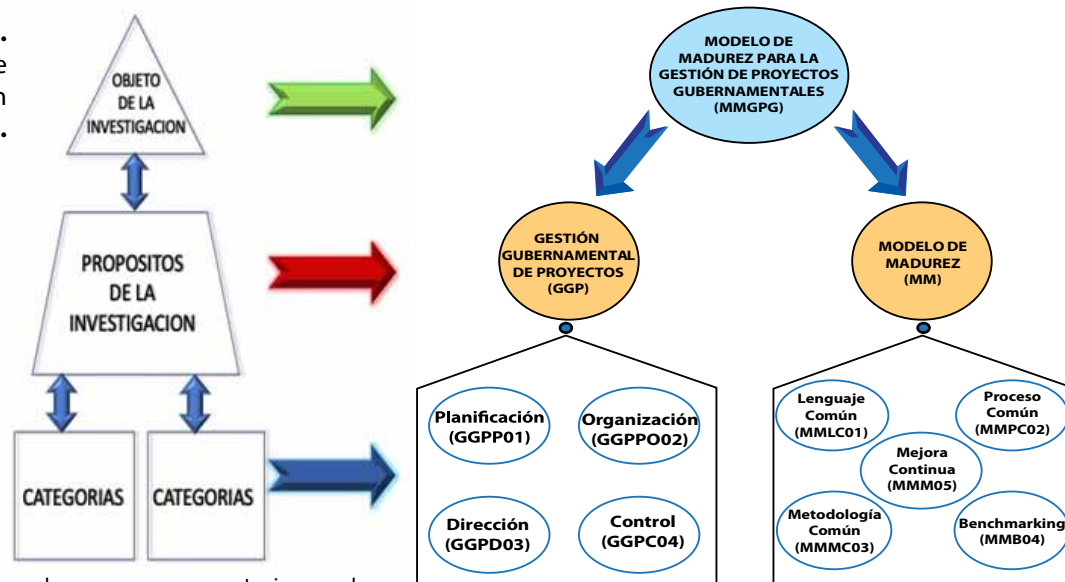 .
e
n
.
OBJETO
DE LA
INVESTIGACION
PROPOSITOS
DE LA
INVESTIGACION
CATEGORIAS
CATEGORIAS
MODELO DE
MADUREZ PARA LA
GESTIÓN DE PROYECTOS
GUBERNAMENTALES
(MMGPG)
GESTIÓN
GUBERNAMENTAL
DE PROYECTOS
(GGP)
MODELO DE
MADUREZ
(MM)
Planificación
(GGPP01)
Organización
(GGPPO02)
Dirección
(GGPD03)
Control
(GGPC04)
Lenguaje
Común
(MMLC01)
Proceso
Común
(MMPC02)
Mejora
Continua
(MMM05)
Metodología
Común
(MMMC03)
Benchmarking
(MMB04)